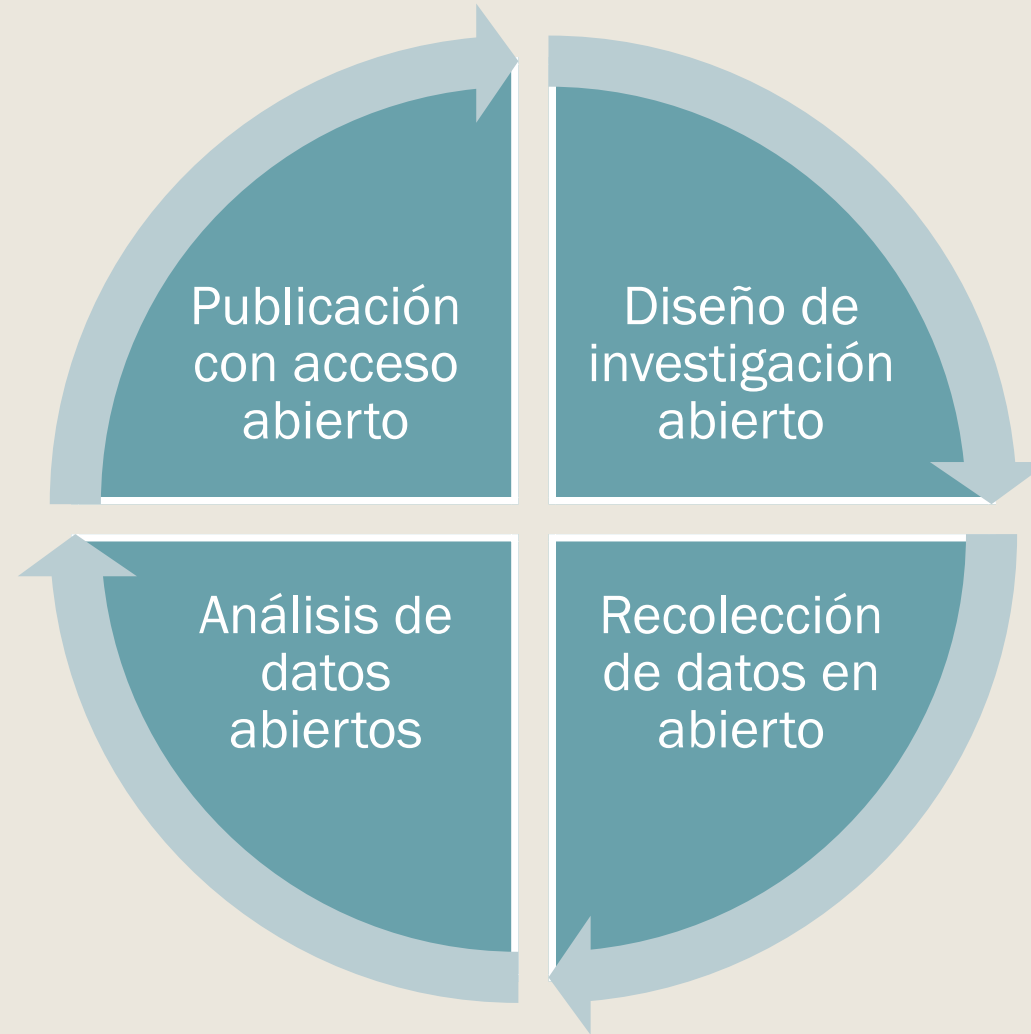 Publicación
con acceso
abierto
Diseño de
investigación
abierto
Análisis de
datos
abiertos
Recolección
de datos en
abierto